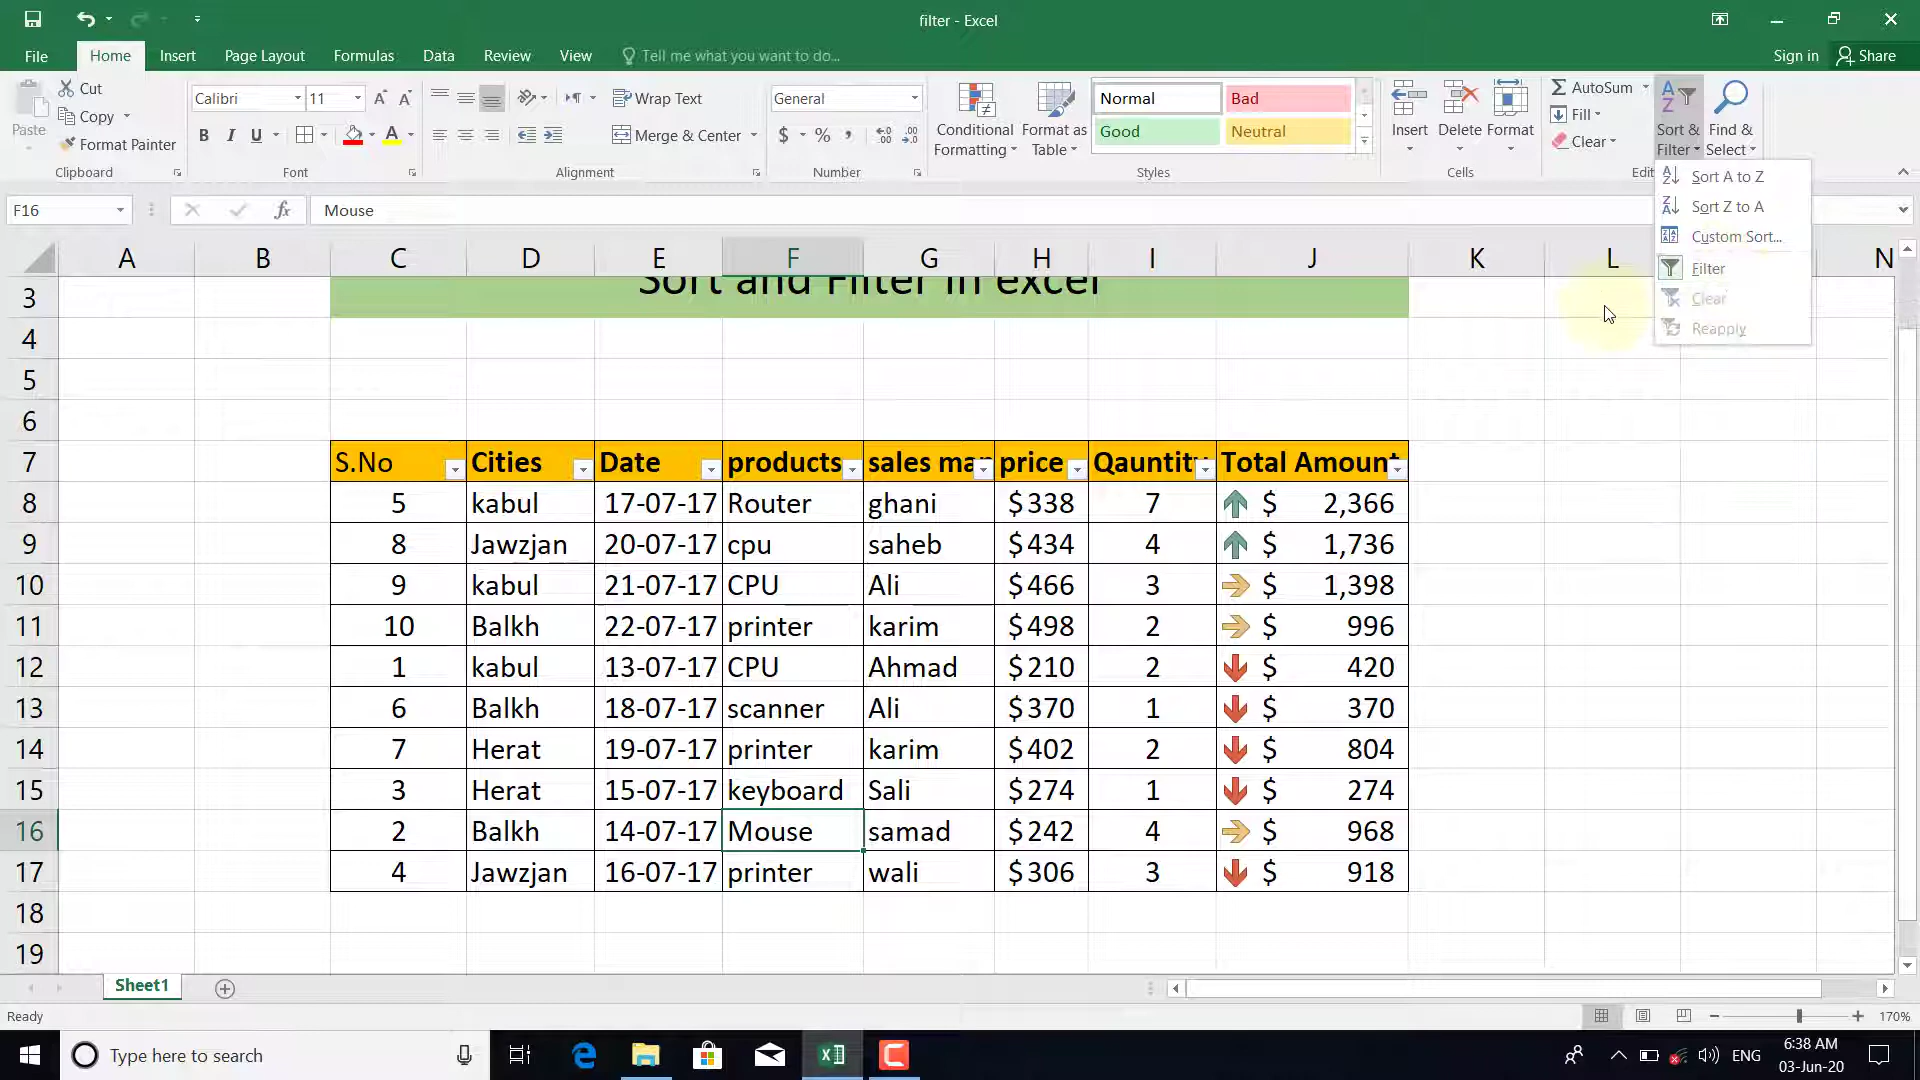 filter - Excel
File Home Insert Page Layout Formulas Data Review View Tell me what you want to do... Sign in Share
Paste Cut Copy Format Painter Clipboard
Calibri 11 B I U Font
Wrap Text Merge & Center Alignment
General $ % Number
Conditional Formatting Format as Table
Normal Bad Good Neutral Styles
Insert Delete Format Cells
AutoSum Fill Clear Sort & Filter Find & Select
Sort A to Z
Sort Z to A
Custom Sort...
Filter
Clear
Reapply
F16 fx Mouse
A B C D E F G H I J K L N
3 Sort and Filter in excel
4
5
6
7 S.No Cities Date products sales man price Qauntity Total Amount
8 5 kabul 17-07-17 Router ghani $338 7 $ 2,366
9 8 Jawzjan 20-07-17 cpu saheb $434 4 $ 1,736
10 9 kabul 21-07-17 CPU Ali $466 3 $ 1,398
11 10 Balkh 22-07-17 printer karim $498 2 $ 996
12 1 kabul 13-07-17 CPU Ahmad $210 2 $ 420
13 6 Balkh 18-07-17 scanner Ali $370 1 $ 370
14 7 Herat 19-07-17 printer karim $402 2 $ 804
15 3 Herat 15-07-17 keyboard Sali $274 1 $ 274
16 2 Balkh 14-07-17 Mouse samad $242 4 $ 968
17 4 Jawzjan 16-07-17 printer wali $306 3 $ 918
18
19
Sheet1
Ready 170%
Type here to search ENG 6:38 AM
03-Jun-20